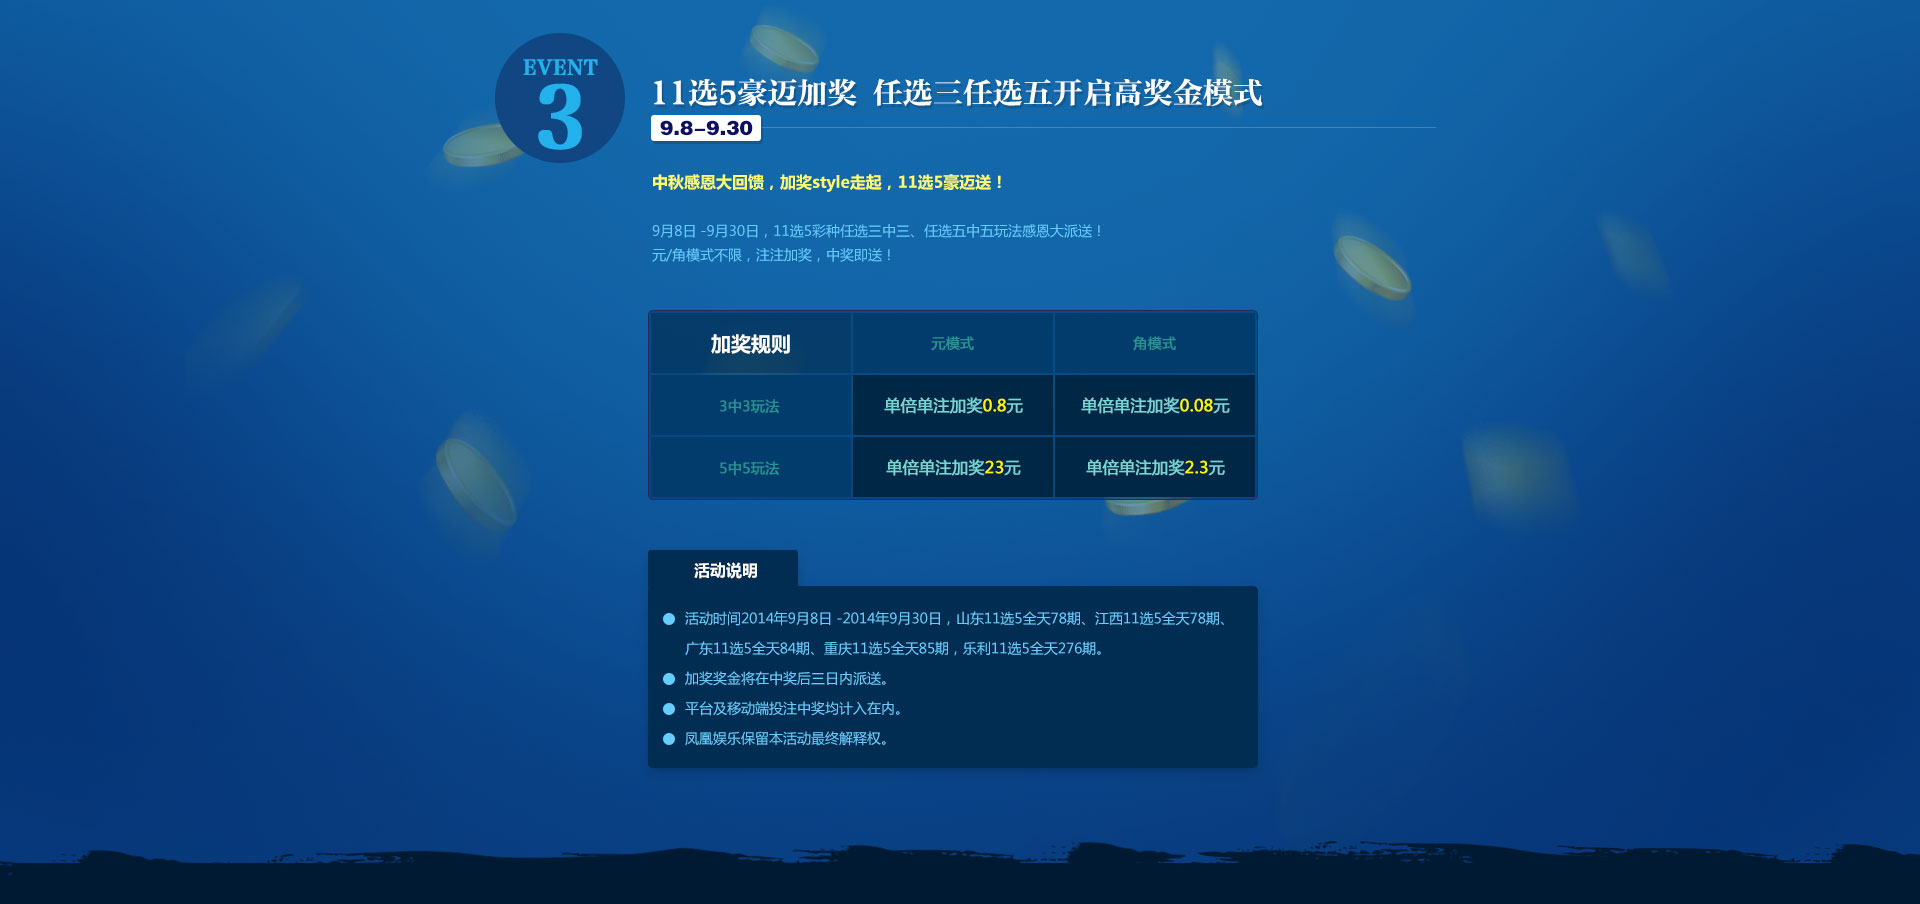 EVENT
3
11选5豪迈加奖 任选三任选五开启高奖金模式
9.8-9.30
中秋感恩大回馈，加奖style走起，11选5豪迈送！
9月8日 -9月30日，11选5彩种任选三中三、任选五中五玩法感恩大派送！
元/角模式不限，注注加奖，中奖即送！
加奖规则 元模式 角模式
3中3玩法 单倍单注加奖0.8元 单倍单注加奖0.08元
5中5玩法 单倍单注加奖23元 单倍单注加奖2.3元
活动说明
活动时间2014年9月8日 -2014年9月30日，山东11选5全天78期、江西11选5全天78期、
广东11选5全天84期、重庆11选5全天85期，乐利11选5全天276期。
加奖奖金将在中奖后三日内派送。
平台及移动端投注中奖均计入在内。
凤凰娱乐保留本活动最终解释权。